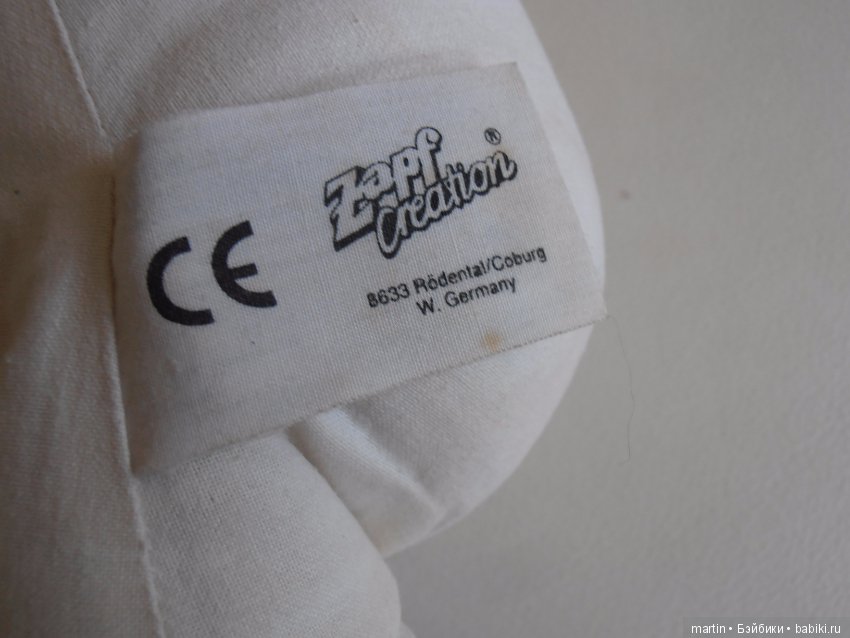 CE
Zapf ®
Creation
8633 Rödental/Coburg
W. Germany
martin • Бэйбики • babiki.ru